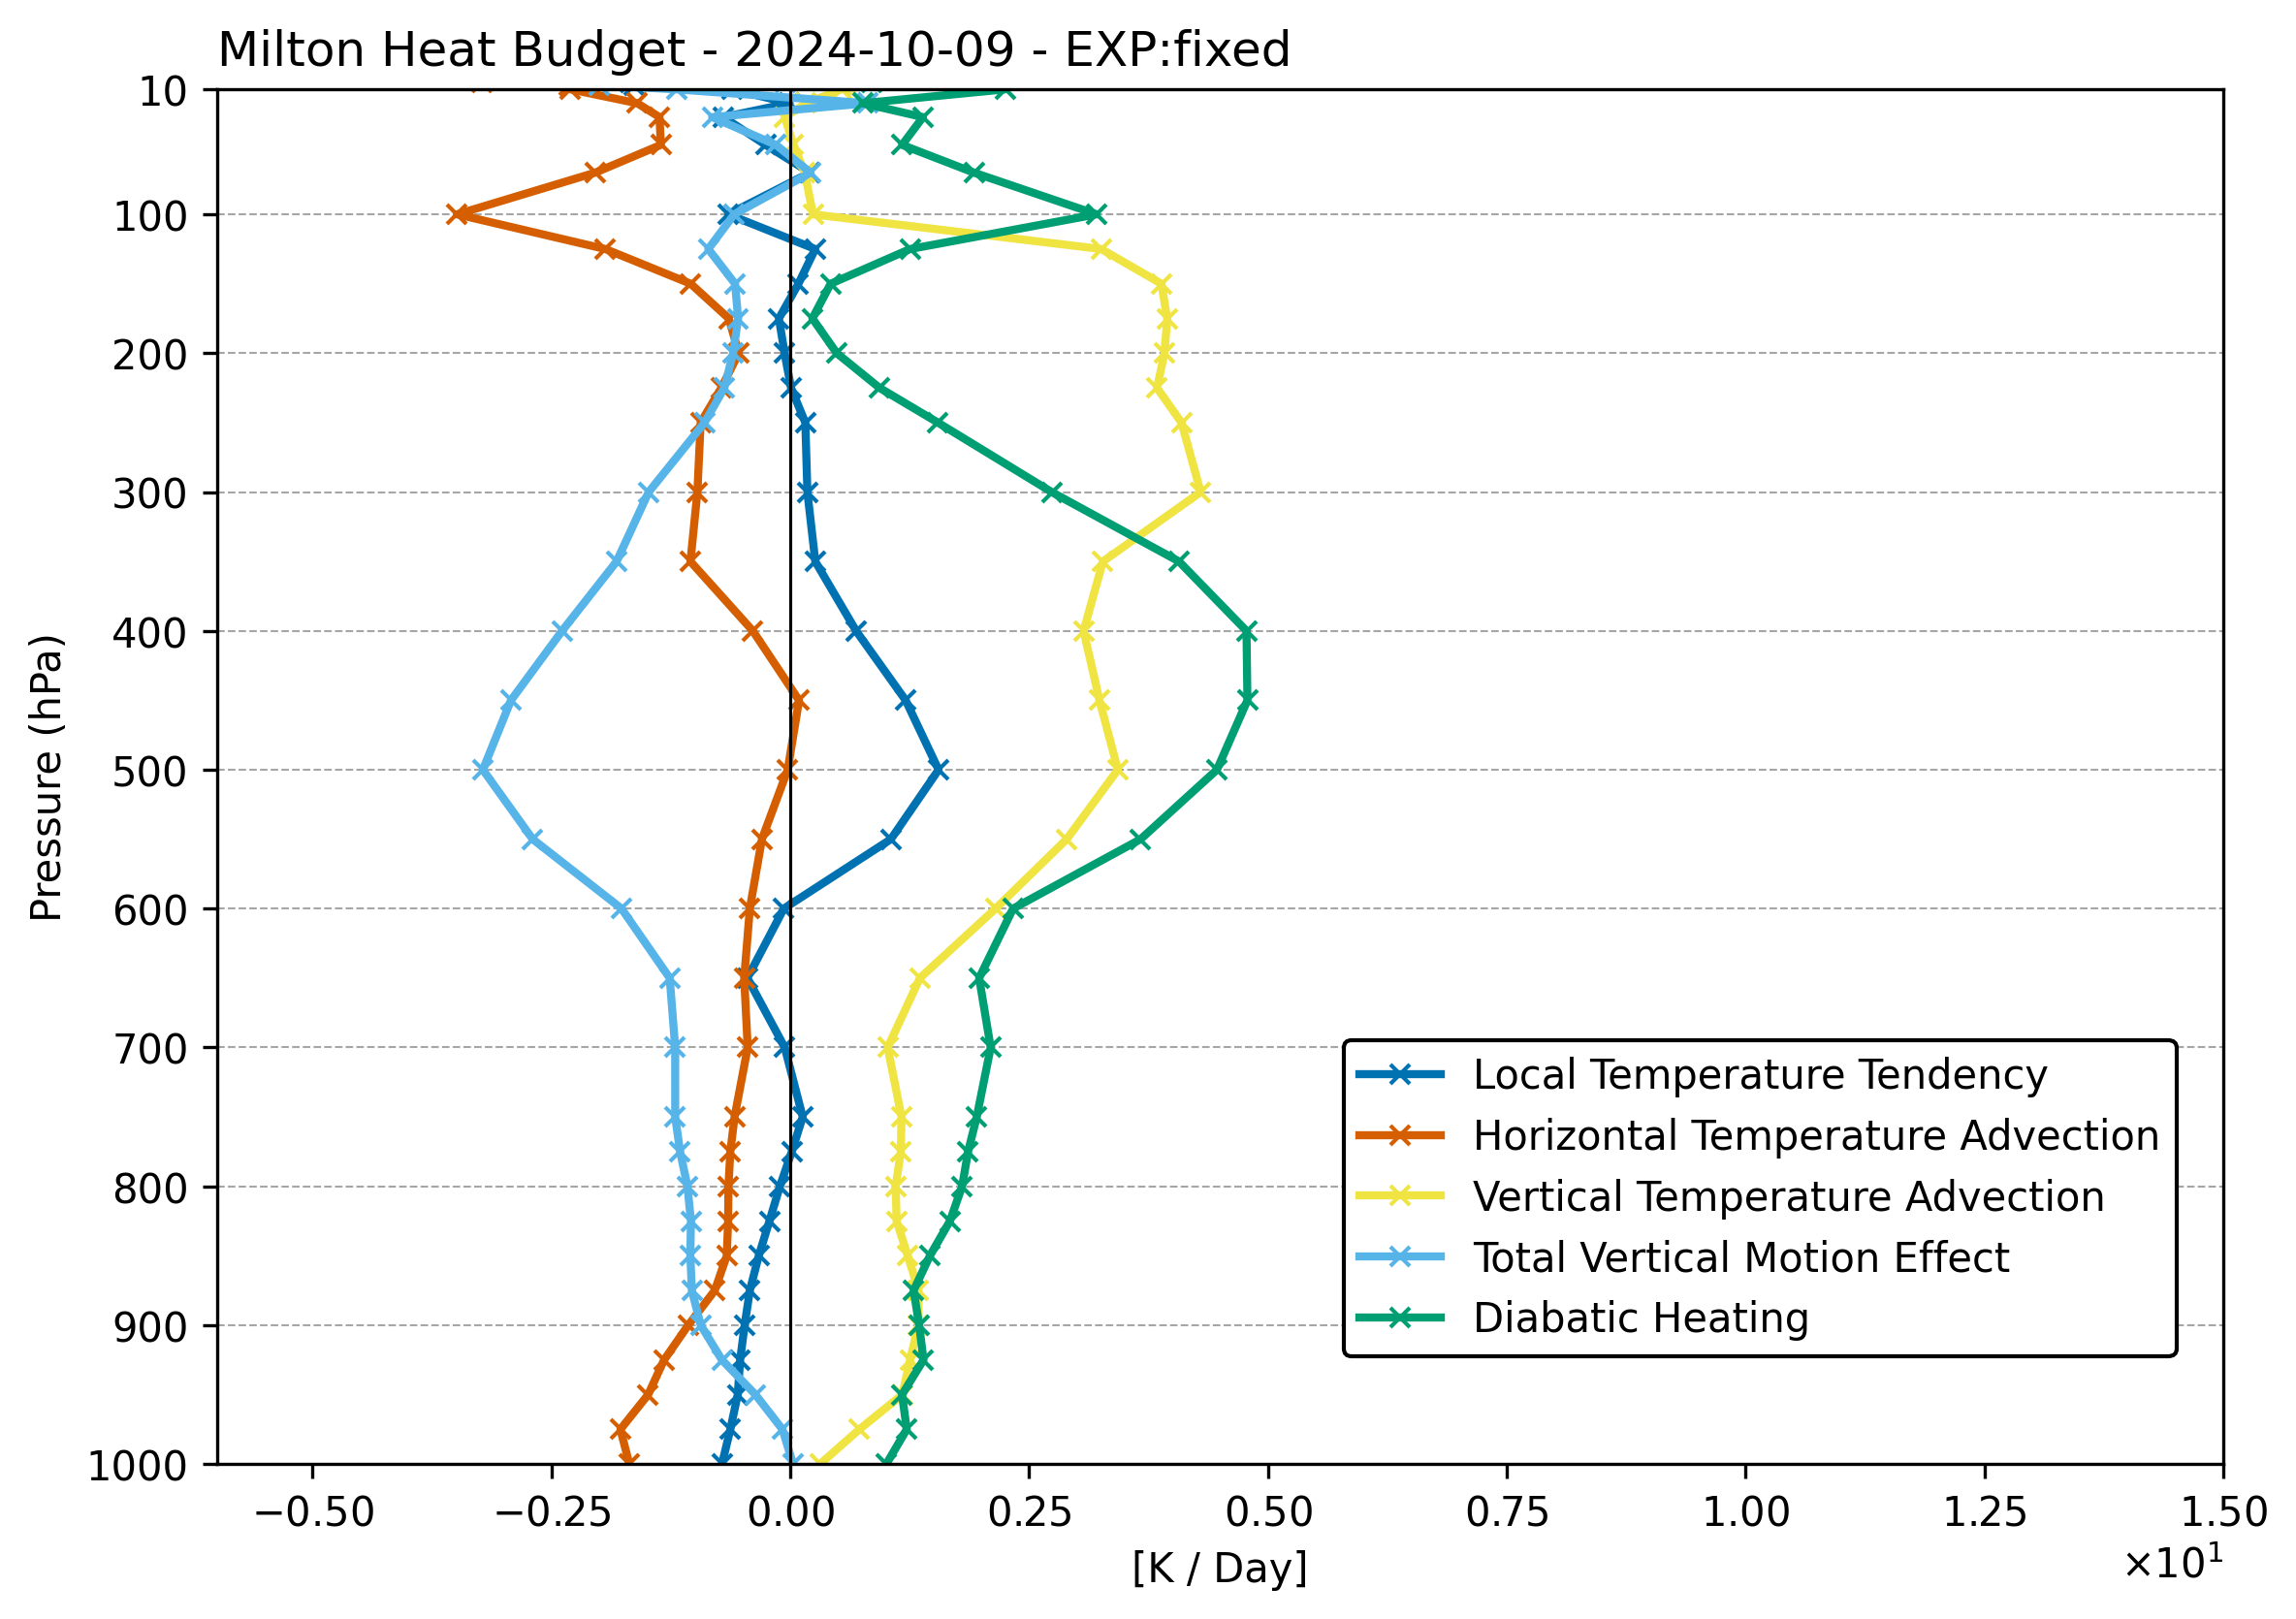 Milton Heat Budget - 2024-10-09 - EXP:fixed
10
100
200
300
400
500
600
700
800
900
1000
Pressure (hPa)
Local Temperature Tendency
Horizontal Temperature Advection
Vertical Temperature Advection
Total Vertical Motion Effect
Diabatic Heating
−0.50 −0.25 0.00 0.25 0.50 0.75 1.00 1.25 1.50
[K / Day]
×10¹